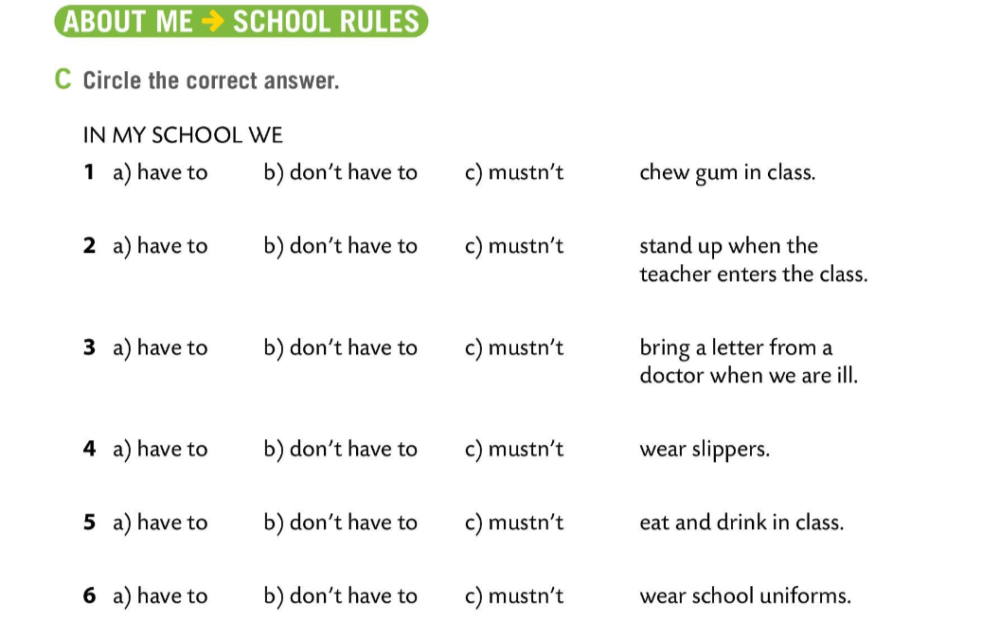 ABOUT ME → SCHOOL RULES
C Circle the correct answer.
IN MY SCHOOL WE
1 a) have to b) don't have to c) mustn't chew gum in class.
2 a) have to b) don't have to c) mustn't stand up when the
teacher enters the class.
3 a) have to b) don't have to c) mustn't bring a letter from a
doctor when we are ill.
4 a) have to b) don't have to c) mustn't wear slippers.
5 a) have to b) don't have to c) mustn't eat and drink in class.
6 a) have to b) don't have to c) mustn't wear school uniforms.